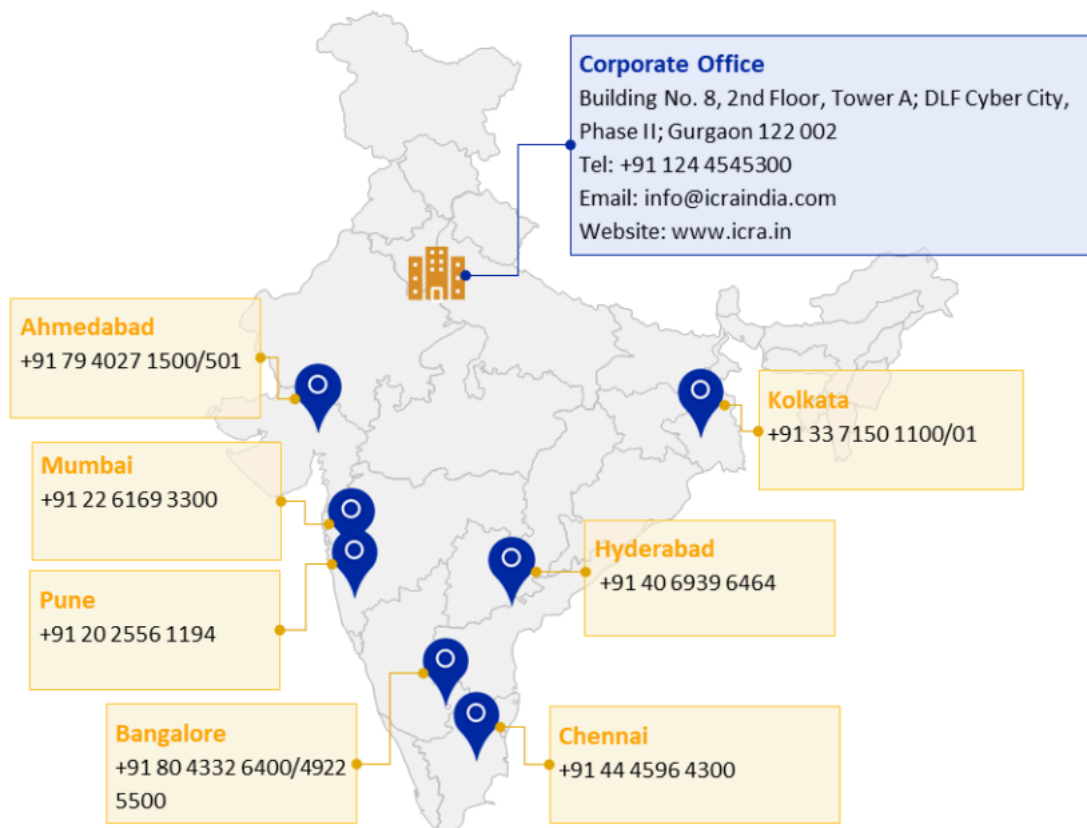 Corporate Office
Building No. 8, 2nd Floor, Tower A; DLF Cyber City,
Phase II; Gurgaon 122 002
Tel: +91 124 4545300
Email: info@icraindia.com
Website: www.icra.in
Ahmedabad
+91 79 4027 1500/501
Kolkata
+91 33 7150 1100/01
Mumbai
+91 22 6169 3300
Hyderabad
+91 40 6939 6464
Pune
+91 20 2556 1194
Bangalore
+91 80 4332 6400/4922
5500
Chennai
+91 44 4596 4300